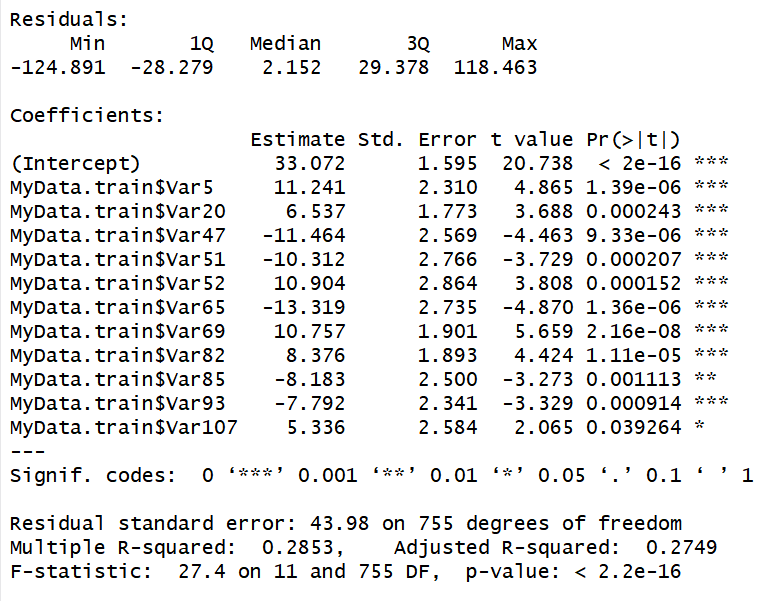 Residuals:
     Min       1Q   Median       3Q      Max
-124.891  -28.279    2.152   29.378  118.463

Coefficients:
                    Estimate Std. Error t value Pr(>|t|)
(Intercept)           33.072      1.595  20.738  < 2e-16 ***
MyData.train$Var5     11.241      2.310   4.865 1.39e-06 ***
MyData.train$Var20     6.537      1.773   3.688 0.000243 ***
MyData.train$Var47   -11.464      2.569  -4.463 9.33e-06 ***
MyData.train$Var51   -10.312      2.766  -3.729 0.000207 ***
MyData.train$Var52    10.904      2.864   3.808 0.000152 ***
MyData.train$Var65   -13.319      2.735  -4.870 1.36e-06 ***
MyData.train$Var69    10.757      1.901   5.659 2.16e-08 ***
MyData.train$Var82     8.376      1.893   4.424 1.11e-05 ***
MyData.train$Var85    -8.183      2.500  -3.273 0.001113 **
MyData.train$Var93    -7.792      2.341  -3.329 0.000914 ***
MyData.train$Var107    5.336      2.584   2.065 0.039264 *
---
Signif. codes:  0 ‘***’ 0.001 ‘**’ 0.01 ‘*’ 0.05 ‘.’ 0.1 ‘ ’ 1

Residual standard error: 43.98 on 755 degrees of freedom
Multiple R-squared:  0.2853,    Adjusted R-squared:  0.2749
F-statistic:  27.4 on 11 and 755 DF,  p-value: < 2.2e-16